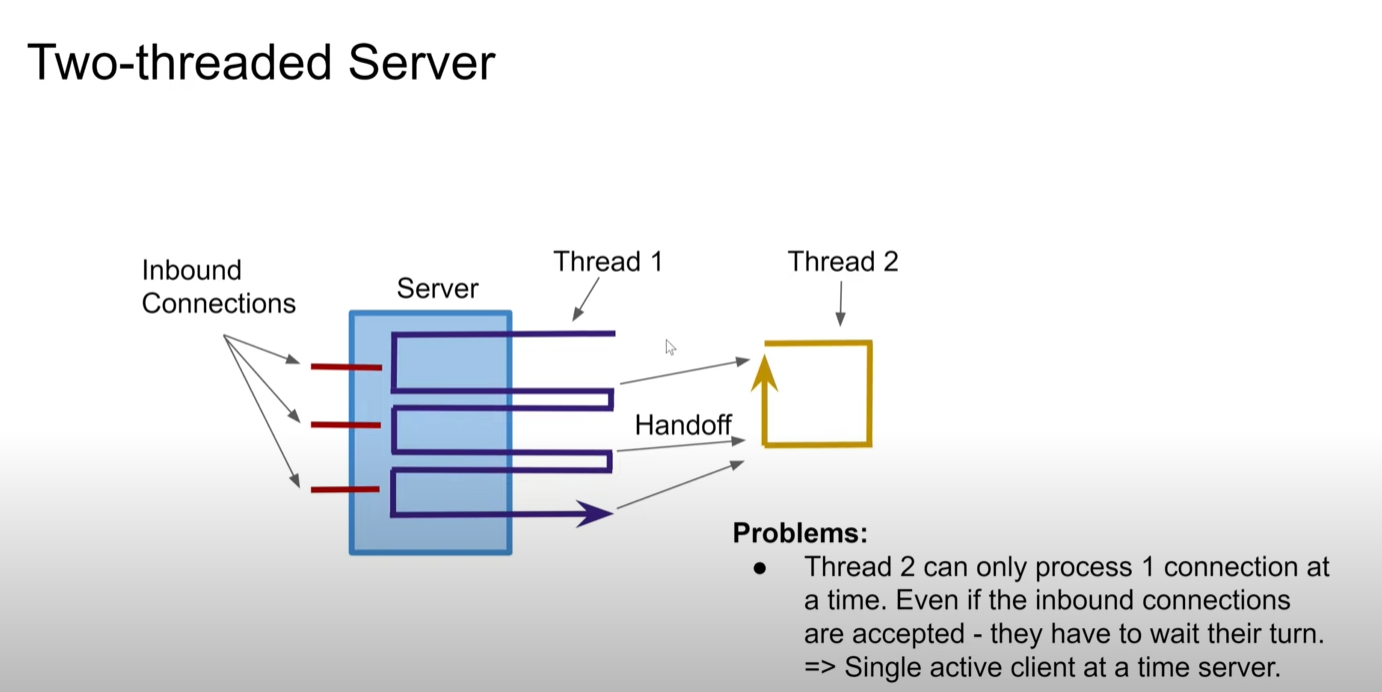 Two-threaded Server
Inbound
Connections
Server
Thread 1
Thread 2
Handoff
Problems:
● Thread 2 can only process 1 connection at
a time. Even if the inbound connections
are accepted - they have to wait their turn.
=> Single active client at a time server.